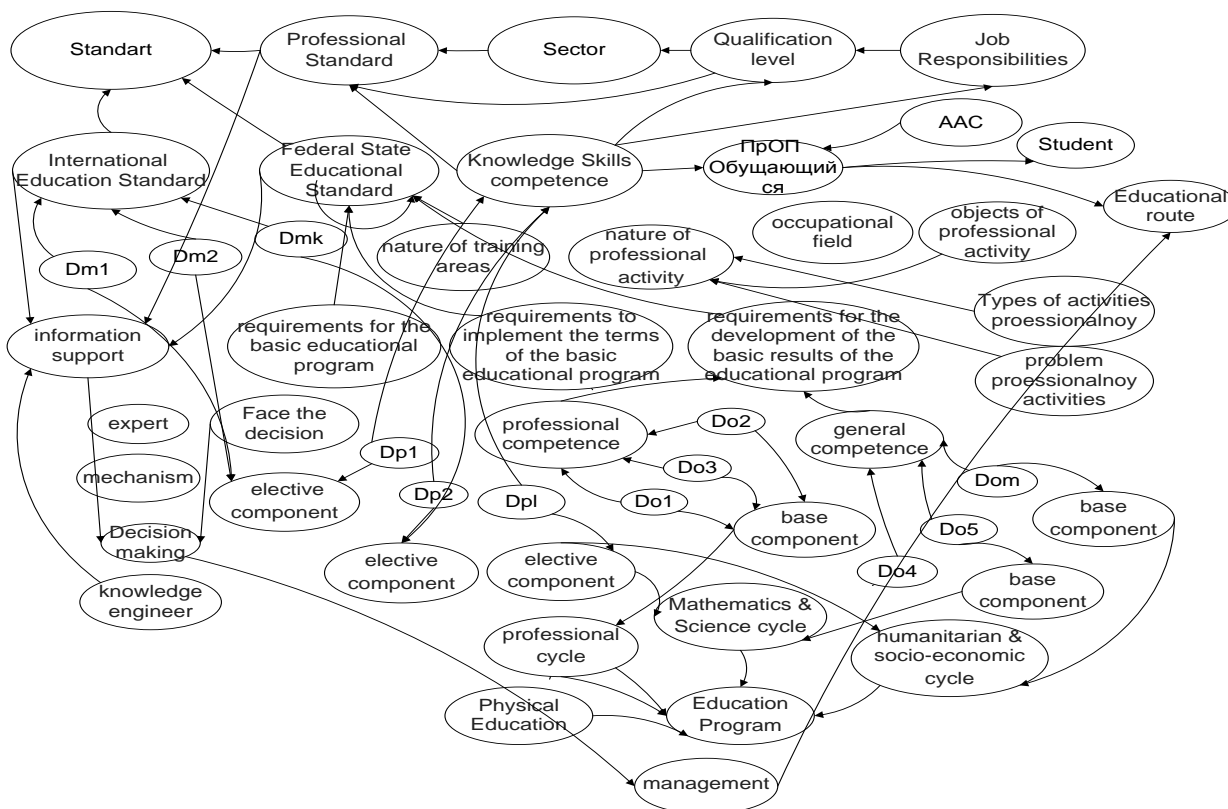 Standart
Professional
Standard
Sector
Qualification
level
Job
Responsibilities
AAC
Student
International
Education Standard
Federal State
Educational
Standard
Knowledge Skills
competence
ПрОП
Обущающий
ся
Educational
route
Dm1
Dm2
Dmk
nature of training
areas
nature of
professional
activity
occupational
field
objects of
professional
activity
Types of activities
proessionalnoy
information
support
requirements for the
basic educational
program
requirements to
implement the terms
of the basic
educational program
requirements for the
development of the
basic results of the
educational program
problem
proessionalnoy
activities
expert
Face the
decision
mechanism
elective
component
Dp1
Dp2
Dpl
professional
competence
Do2
Do3
Do1
general
competence
Dom
base
component
base
component
Do5
Do4
base
component
Decision
making
knowledge
engineer
elective
component
elective
component
Mathematics &
Science cycle
professional
cycle
humanitarian &
socio-economic
cycle
Physical
Education
Education
Program
management